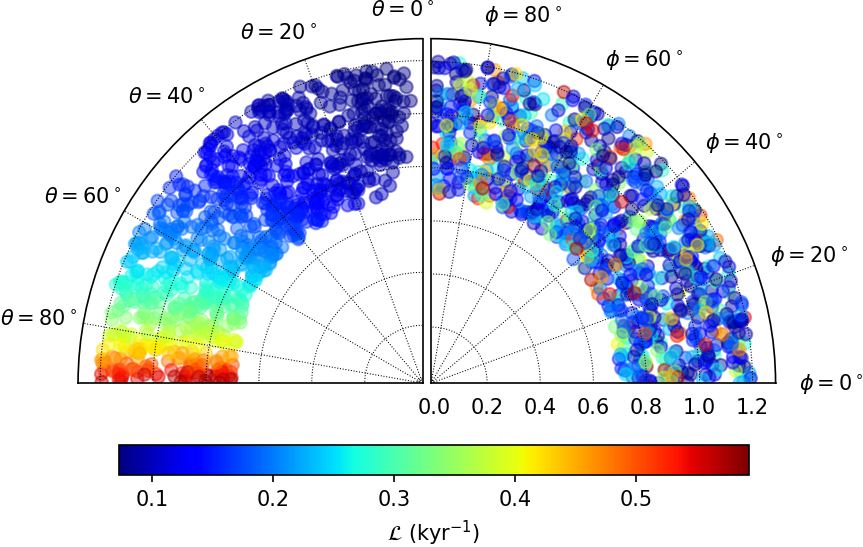 θ = 0°
ϕ = 80°
θ = 20°
ϕ = 60°
θ = 40°
ϕ = 40°
θ = 60°
ϕ = 20°
θ = 80°
ϕ = 0°
0.0 0.2 0.4 0.6 0.8 1.0 1.2
0.1 0.2 0.3 0.4 0.5
ℒ (kyr⁻¹)